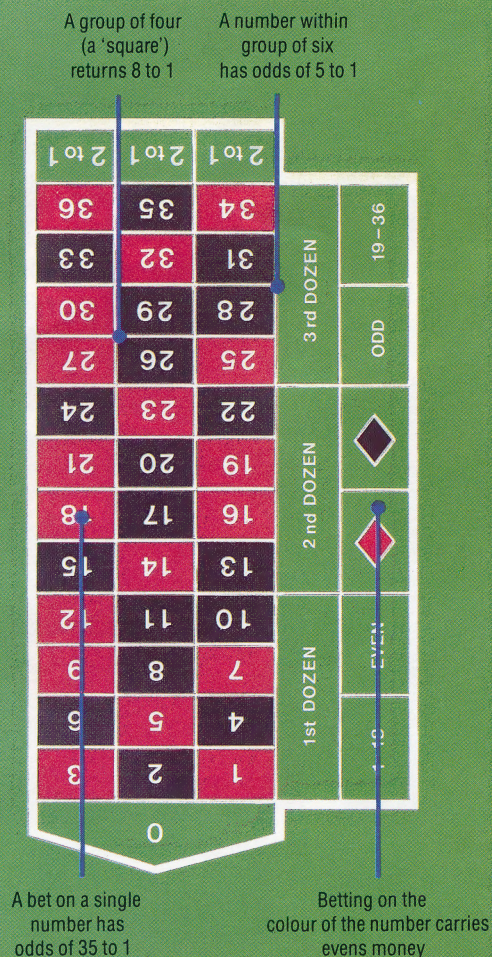 A group of four
(a ‘square’)
returns 8 to 1
A number within
group of six
has odds of 5 to 1
2 to 1 2 to 1 2 to 1
36 35 34
33 32 31
30 29 28
27 26 25
24 23 22
21 20 19
18 17 16
15 14 13
12 11 10
9 8 7
6 5 4
3 2 1
0
3rd DOZEN
2nd DOZEN
1st DOZEN
19-36
ODD
EVEN
1-18
A bet on a single
number has
odds of 35 to 1
Betting on the
colour of the number carries
evens money